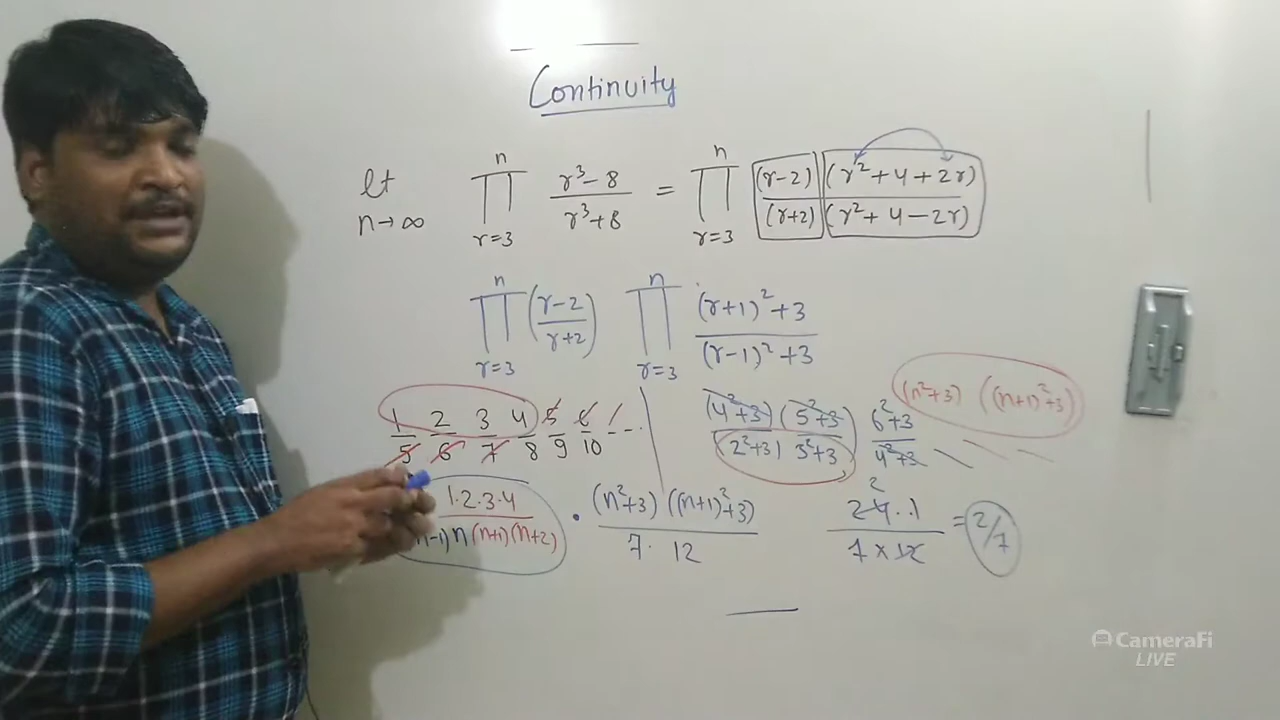 Continuity
lt n→∞ n ∏ r=3 r³-8 / r³+8 = n ∏ r=3 (r-2) (r²+4+2r) / (r+2) (r²+4-2r)
n ∏ r=3 (r-2 / r+2) n ∏ r=3 (r+1)²+3 / (r-1)²+3
1/5 2/6 3/7 4/8 5/9 6/10 --- (4²+3) (5²+3) 6²+3 / (2²+3) 3²+3 4²+3 (n²+3) ((n+1)²+3)
1·2·3·4 / n-1) n (n+1)(n+2) · (n²+3) ((n+1)²+3) / 7· 12 2 24··1 / 7×12 = 2/7
CameraFi
LIVE